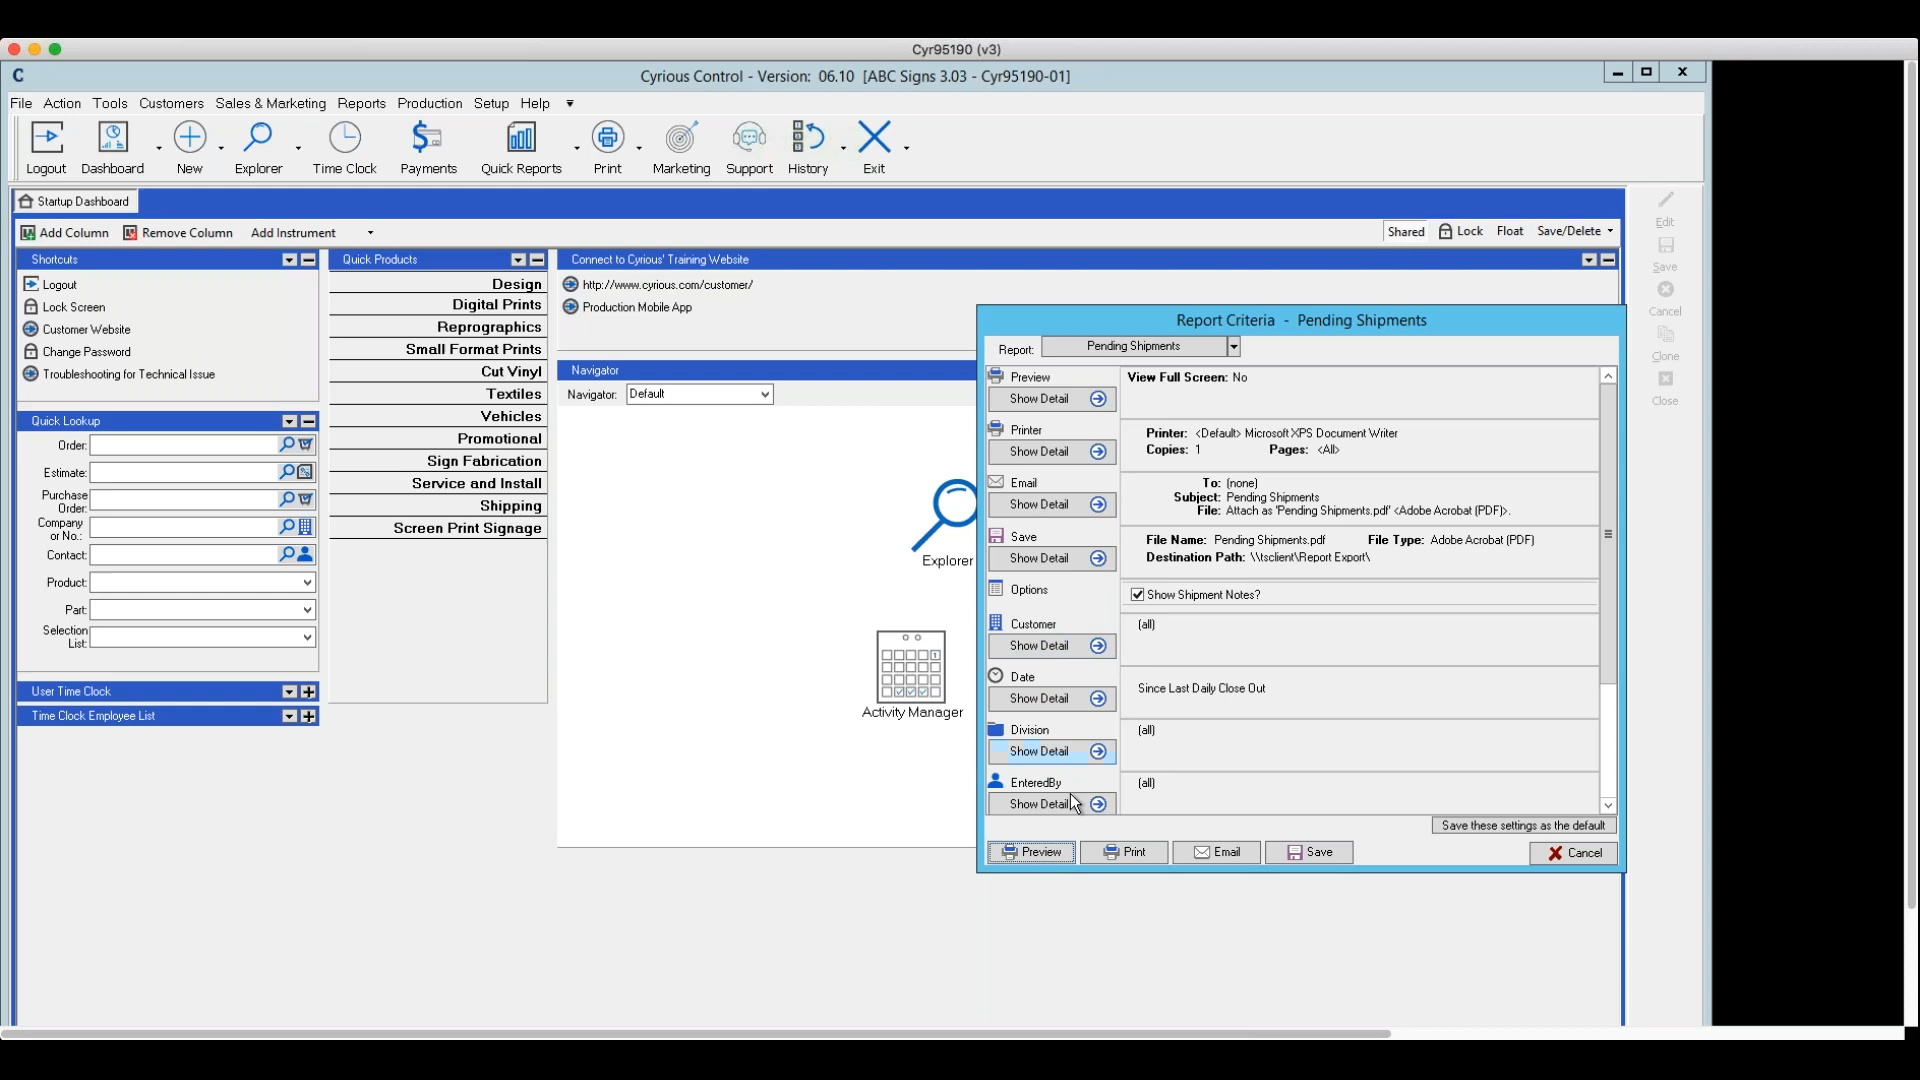 Cyr95190 (v3)
C
Cyrious Control - Version: 06.10 [ABC Signs 3.03 - Cyr95190-01]
File Action Tools Customers Sales & Marketing Reports Production Setup Help
Logout Dashboard New Explorer Time Clock Payments Quick Reports Print Marketing Support History Exit
Startup Dashboard
Add Column Remove Column Add Instrument
Shared Lock Float Save/Delete
Edit
Save
Cancel
Clone
Close
Shortcuts
Logout
Lock Screen
Customer Website
Change Password
Troubleshooting for Technical Issue
Quick Lookup
Order:
Estimate:
Purchase
Order:
Company
or No.:
Contact:
Product:
Part:
Selection
List:
User Time Clock
Time Clock Employee List
Quick Products
Design
Digital Prints
Reprographics
Small Format Prints
Cut Vinyl
Textiles
Vehicles
Promotional
Sign Fabrication
Service and Install
Shipping
Screen Print Signage
Connect to Cyrious' Training Website
http://www.cyrious.com/customer/
Production Mobile App
Navigator
Navigator: Default
Explorer
1
Activity Manager
Report Criteria - Pending Shipments
Report: Pending Shipments
Preview
Show Detail
View Full Screen: No
Printer
Show Detail
Printer: <Default> Microsoft XPS Document Writer
Copies: 1 Pages: <All>
Email
Show Detail
To: (none)
Subject: Pending Shipments
File: Attach as 'Pending Shipments.pdf' <Adobe Acrobat (PDF)>.
Save
Show Detail
File Name: Pending Shipments.pdf File Type: Adobe Acrobat (PDF)
Destination Path: \\tsclient\Report Export\
Options
Show Shipment Notes?
Customer
Show Detail
(all)
Date
Show Detail
Since Last Daily Close Out
Division
Show Detail
(all)
EnteredBy
Show Detail
(all)
Save these settings as the default
Preview Print Email Save Cancel